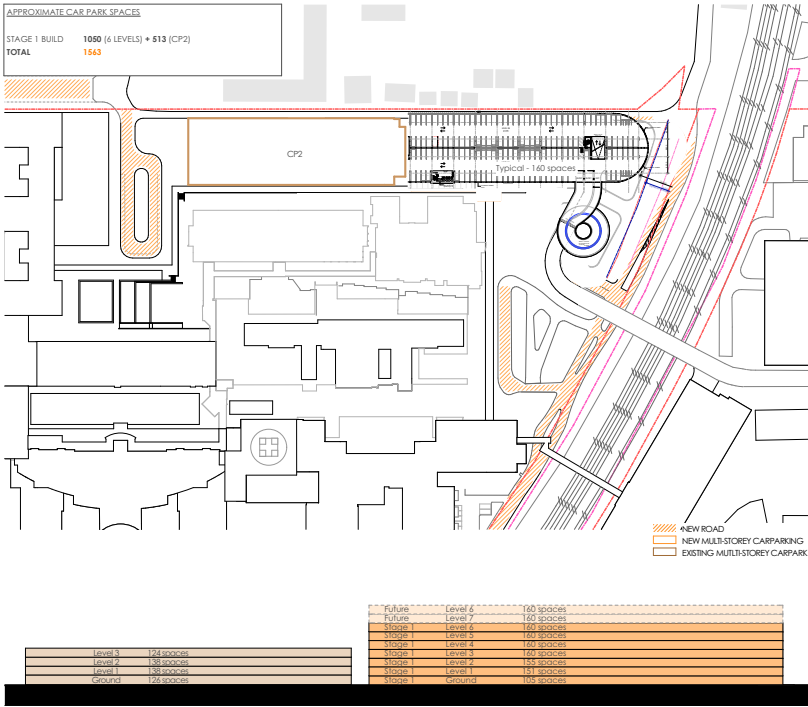 APPROXIMATE CAR PARK SPACES
STAGE 1 BUILD 1050 (6 LEVELS) + 513 (CP2)
TOTAL 1563
CP2
Typical - 160 spaces
NEW ROAD
NEW MULTI-STOREY CARPARKING
EXISTING MUTLTI-STOREY CARPARK
Future Level 6 160 spaces
Future Level 7 160 spaces
Stage 1 Level 6 160 spaces
Stage 1 Level 5 160 spaces
Stage 1 Level 4 160 spaces
Stage 1 Level 3 160 spaces
Stage 1 Level 2 155 spaces
Stage 1 Level 1 151 spaces
Stage 1 Ground 105 spaces
Level 3 124 spaces
Level 2 138 spaces
Level 1 138 spaces
Ground 126 spaces